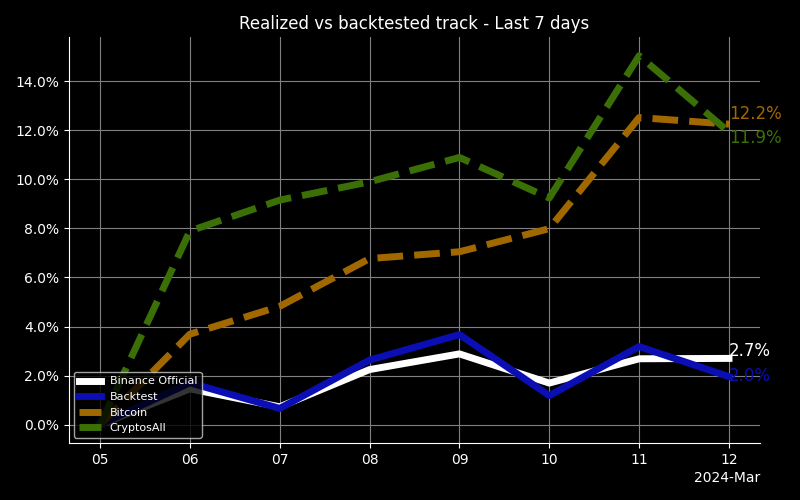 Realized vs backtested track - Last 7 days
14.0%
12.0%
10.0%
8.0%
6.0%
4.0%
2.0%
0.0%
12.2%
11.9%
2.7%
2.0%
Binance Official
Backtest
Bitcoin
CryptosAll
05 06 07 08 09 10 11 12
2024-Mar